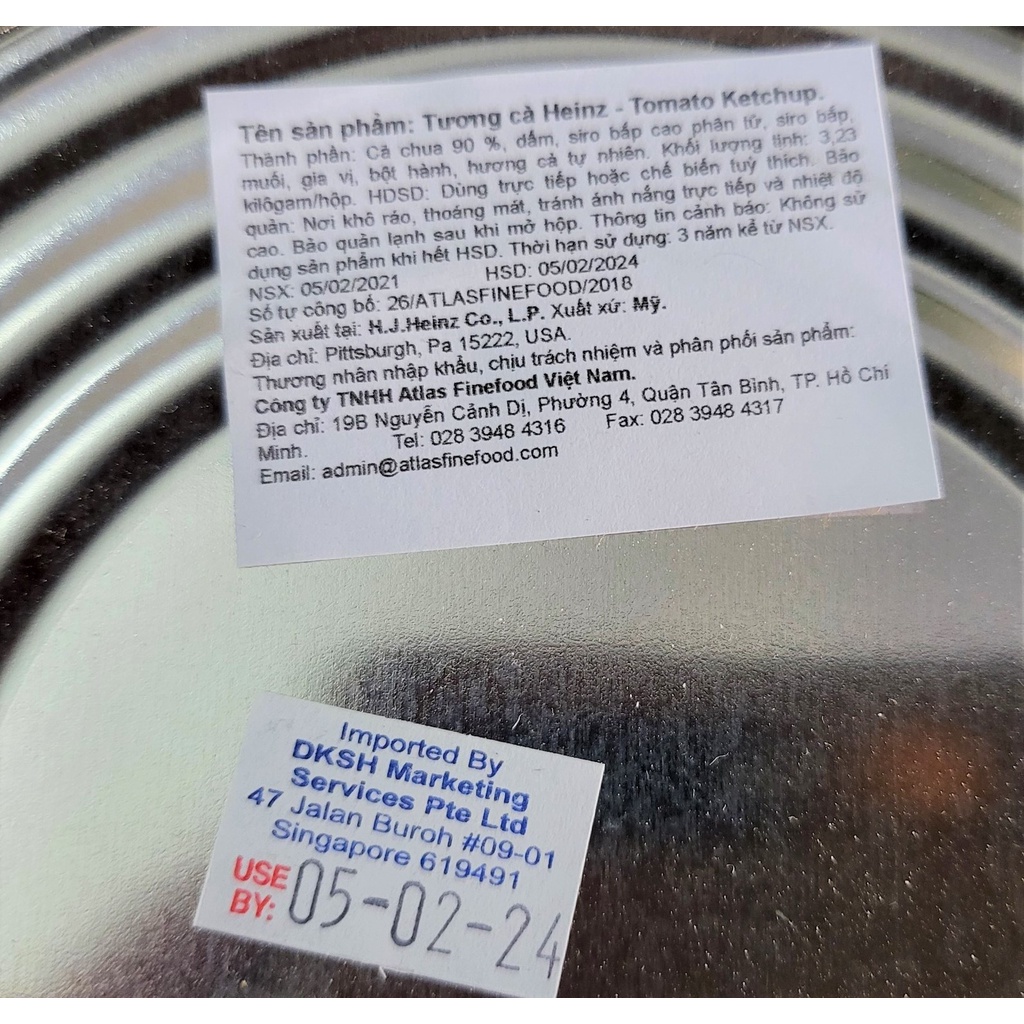 Tên sản phẩm: Tương cà Heinz - Tomato Ketchup.
Thành phần: Cà chua 90 %, dấm, siro bắp cao phân tử, siro bắp,
muối, gia vị, bột hành, hương cà tự nhiên. Khối lượng tịnh: 3,23
kilôgam/hộp. HDSD: Dùng trực tiếp hoặc chế biến tuỳ thích. Bảo
quản: Nơi khô ráo, thoáng mát, tránh ánh nắng trực tiếp và nhiệt độ
cao. Bảo quản lạnh sau khi mở hộp. Thông tin cảnh báo: Không sử
dụng sản phẩm khi hết HSD. Thời hạn sử dụng: 3 năm kể từ NSX.
NSX: 05/02/2021 HSD: 05/02/2024
Số tự công bố: 26/ATLASFINEFOOD/2018
Sản xuất tại: H.J.Heinz Co., L.P. Xuất xứ: Mỹ.
Địa chỉ: Pittsburgh, Pa 15222, USA.
Thương nhân nhập khẩu, chịu trách nhiệm và phân phối sản phẩm:
Công ty TNHH Atlas Finefood Việt Nam.
Địa chỉ: 19B Nguyễn Cảnh Dị, Phường 4, Quận Tân Bình, TP. Hồ Chí
Minh. Tel: 028 3948 4316 Fax: 028 3948 4317
Email: admin@atlasfinefood.com
Imported By
DKSH Marketing
Services Pte Ltd
47 Jalan Buroh #09-01
Singapore 619491
USE
BY: 05-02-24